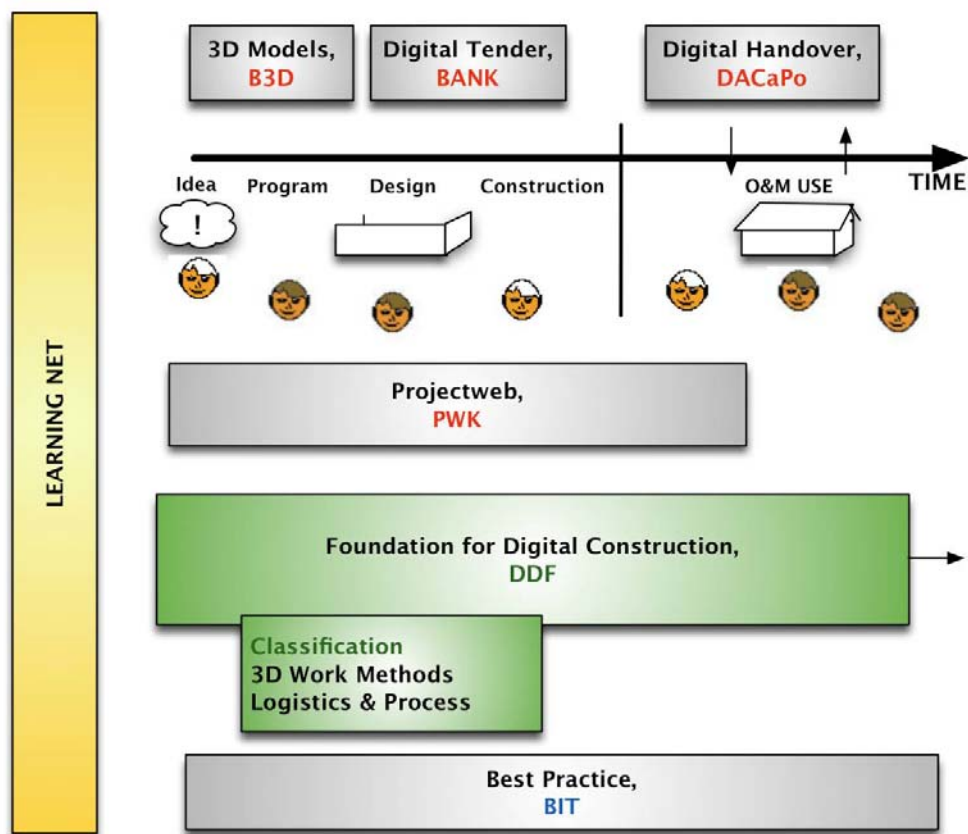 3D Models,
B3D
Digital Tender,
BANK
Digital Handover,
DACaPo
Idea
Program
Design
Construction
O&M USE
TIME
!
LEARNING NET
Projectweb,
PWK
Foundation for Digital Construction,
DDF
Classification
3D Work Methods
Logistics & Process
Best Practice,
BIT